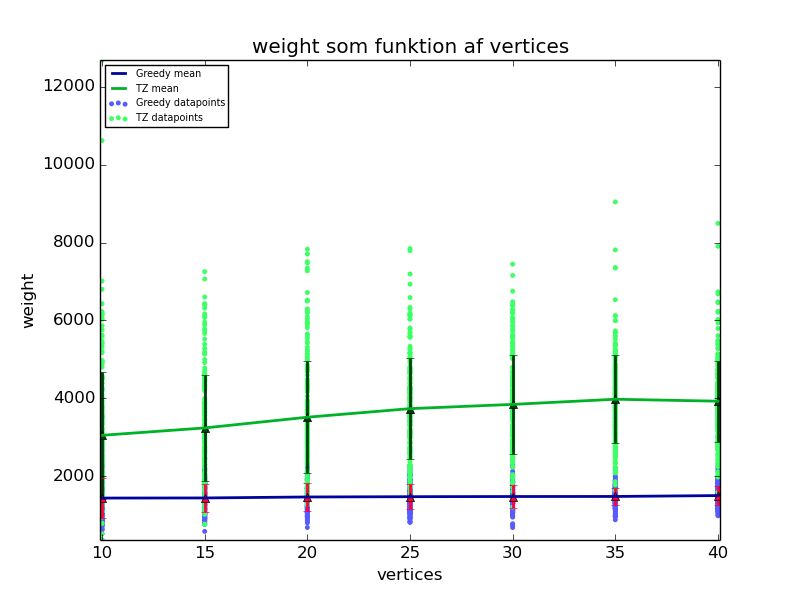 weight som funktion af vertices
Greedy mean
TZ mean
Greedy datapoints
TZ datapoints
12000
10000
8000
6000
4000
2000
weight
10 15 20 25 30 35 40
vertices